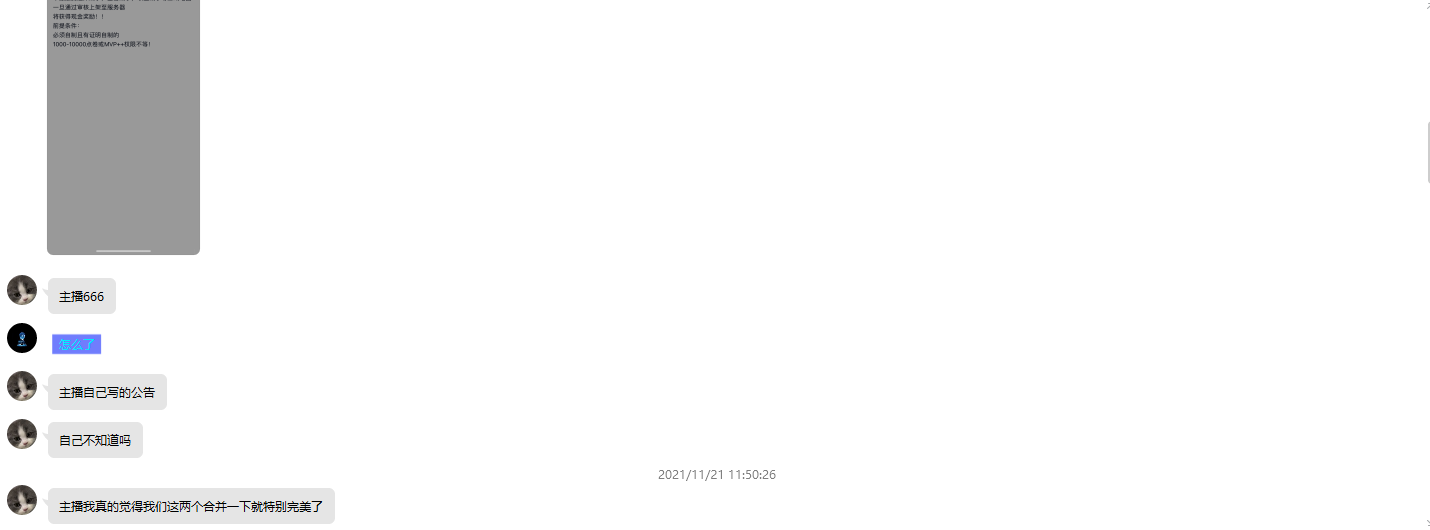 一旦通过审核上架至服务器
将获得现金奖励！！
前提条件：
必须自制且有证明自制的
1000-10000点卷或MVP++权限不等！
主播666
怎么了
主播自己写的公告
自己不知道吗
2021/11/21 11:50:26
主播我真的觉得我们这两个合并一下就特别完美了